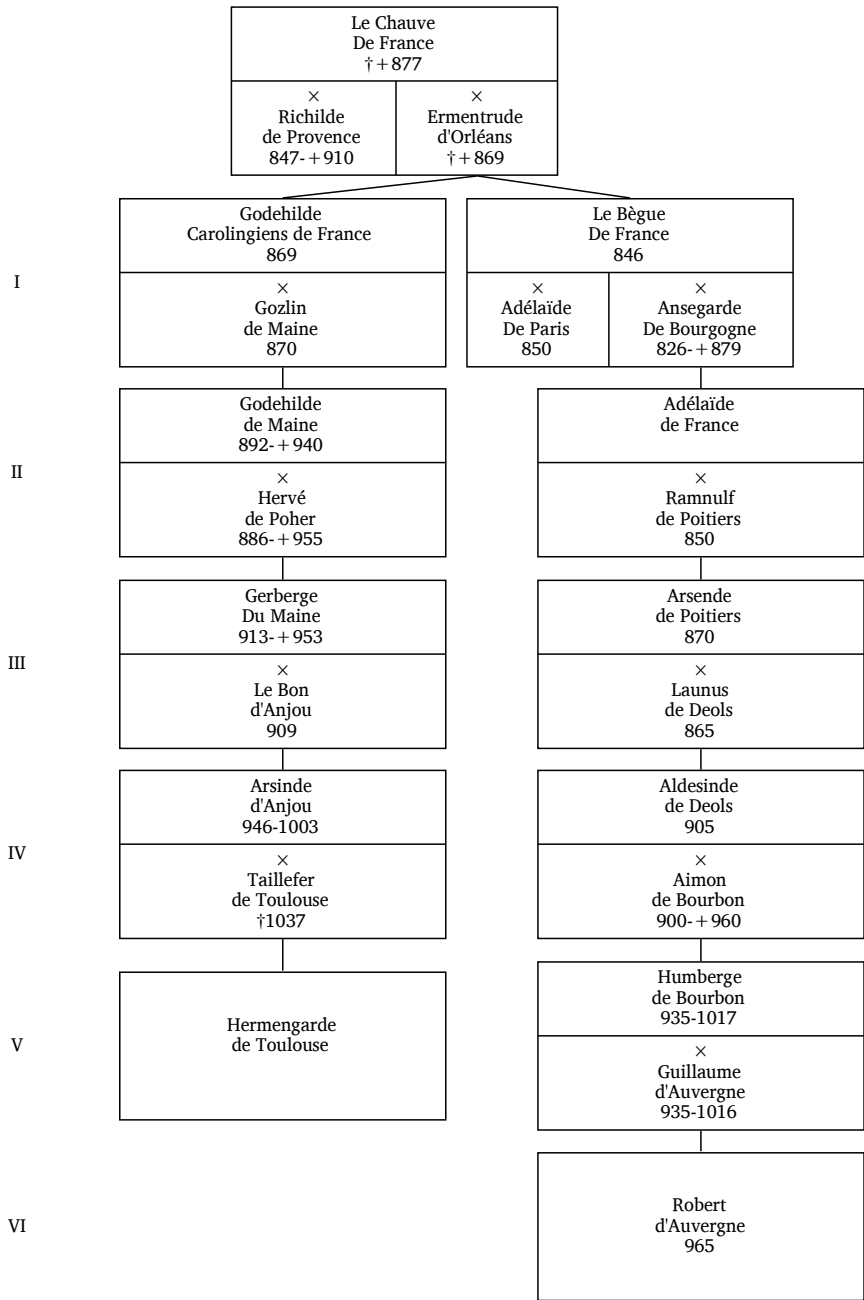 Le Chauve
De France
†+877
×
Richilde
de Provence
847-+910
×
Ermentrude
d'Orléans
†+869
I
Godehilde
Carolingiens de France
869
×
Gozlin
de Maine
870
Le Bègue
De France
846
×
Adélaïde
De Paris
850
×
Ansegarde
De Bourgogne
826-+879
II
Godehilde
de Maine
892-+940
×
Hervé
de Poher
886-+955
Adélaïde
de France
×
Ramnulf
de Poitiers
850
III
Gerberge
Du Maine
913-+953
×
Le Bon
d'Anjou
909
Arsende
de Poitiers
870
×
Launus
de Deols
865
IV
Arsinde
d'Anjou
946-1003
×
Taillefer
de Toulouse
†1037
Aldesinde
de Deols
905
×
Aimon
de Bourbon
900-+960
V
Hermengarde
de Toulouse
Humberge
de Bourbon
935-1017
×
Guillaume
d'Auvergne
935-1016
VI
Robert
d'Auvergne
965